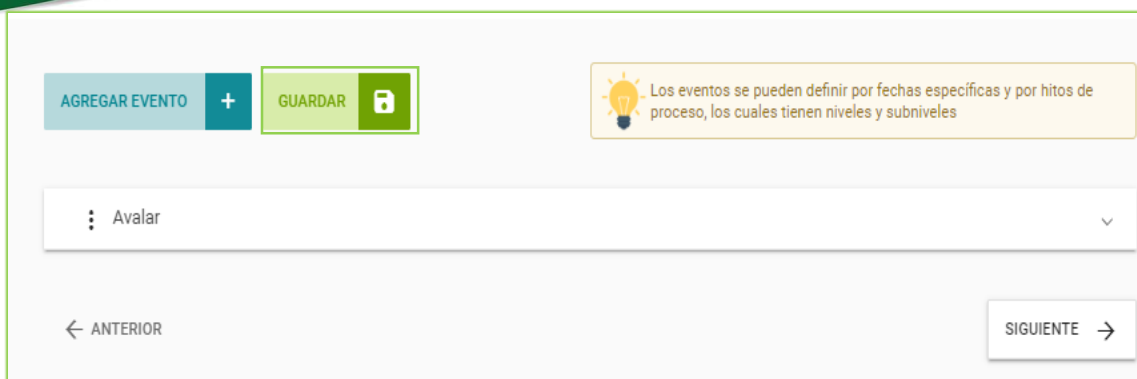 AGREGAR EVENTO +
GUARDAR
Los eventos se pueden definir por fechas específicas y por hitos de
proceso, los cuales tienen niveles y subniveles
Avalar
ANTERIOR
SIGUIENTE